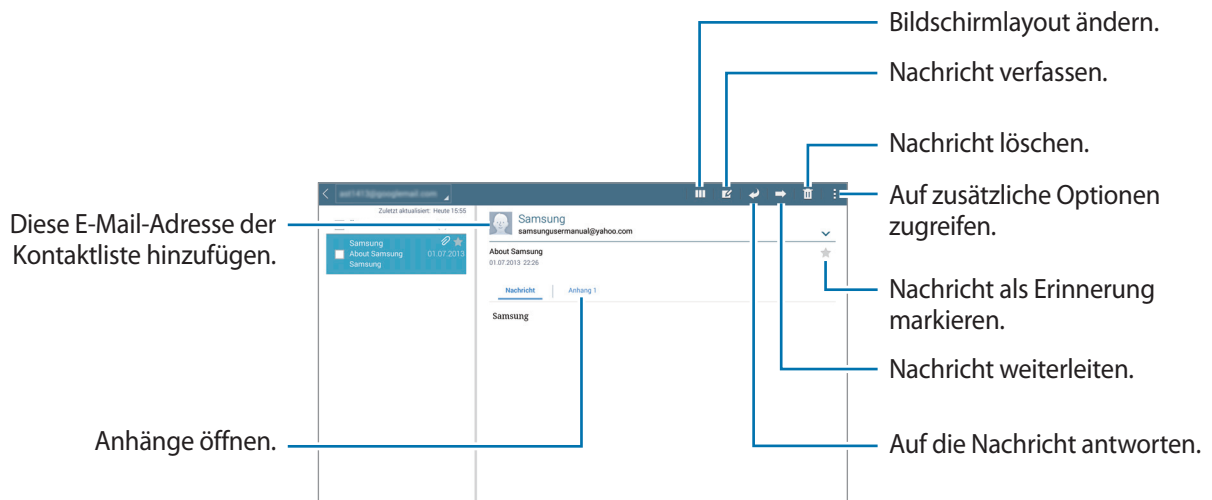 Bildschirmlayout ändern.
Nachricht verfassen.
Nachricht löschen.
Auf zusätzliche Optionen
zugreifen.
Diese E-Mail-Adresse der
Kontaktliste hinzufügen.
Zuletzt aktualisiert: Heute 15:55
Samsung
About Samsung 01.07.2013
Samsung
Samsung
samsungusermanual@yahoo.com
About Samsung
01.07.2013 22:26
Nachricht
Anhang 1
Samsung
Nachricht als Erinnerung
markieren.
Nachricht weiterleiten.
Anhänge öffnen.
Auf die Nachricht antworten.